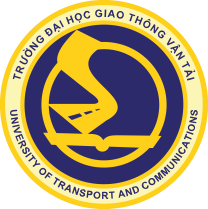 TRƯỜNG ĐẠI HỌC GIAO THÔNG VẬN TẢI
UNIVERSITY OF TRANSPORT AND COMMUNICATIONS